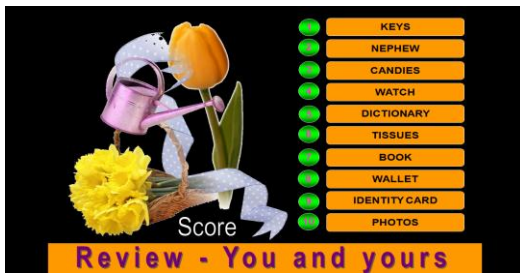 KEYS
NEPHEW
CANDIES
WATCH
DICTIONARY
TISSUES
BOOK
WALLET
IDENTITY CARD
PHOTOS
Score
Review - You and yours